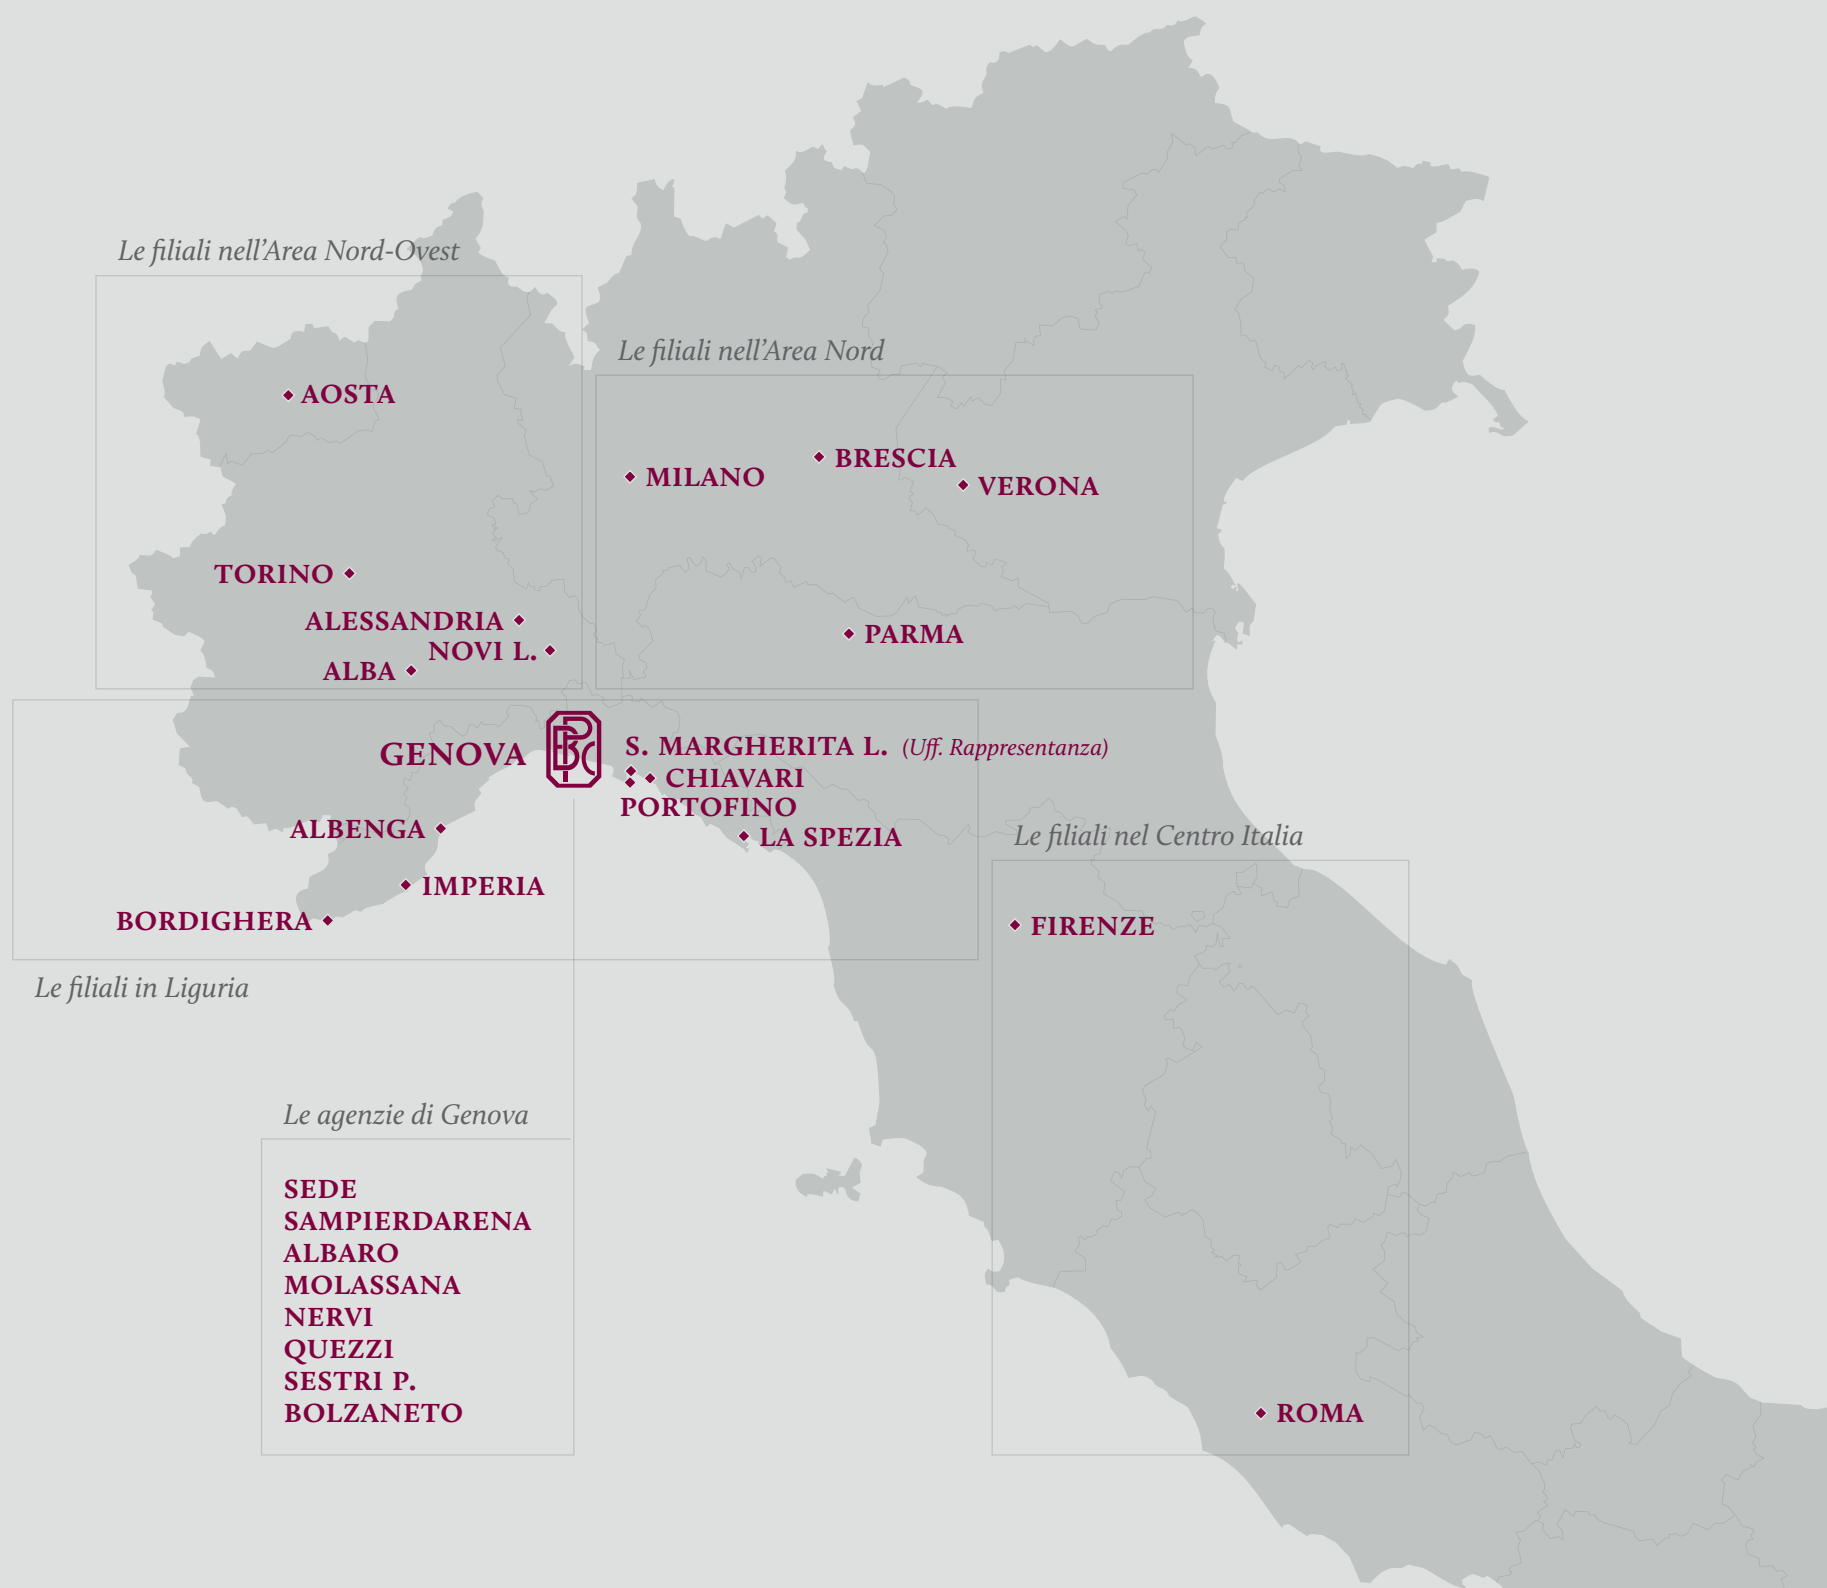 Le filiali nell'Area Nord-Ovest
AOSTA
TORINO
ALESSANDRIA
NOVI L.
ALBA
Le filiali nell'Area Nord
MILANO
BRESCIA
VERONA
PARMA
GENOVA
S. MARGHERITA L. (Uff. Rappresentanza)
CHIAVARI
PORTOFINO
LA SPEZIA
ALBENGA
IMPERIA
BORDIGHERA
Le filiali in Liguria
Le filiali nel Centro Italia
FIRENZE
ROMA
Le agenzie di Genova
SEDE
SAMPIERDARENA
ALBARO
MOLASSANA
NERVI
QUEZZI
SESTRI P.
BOLZANETO